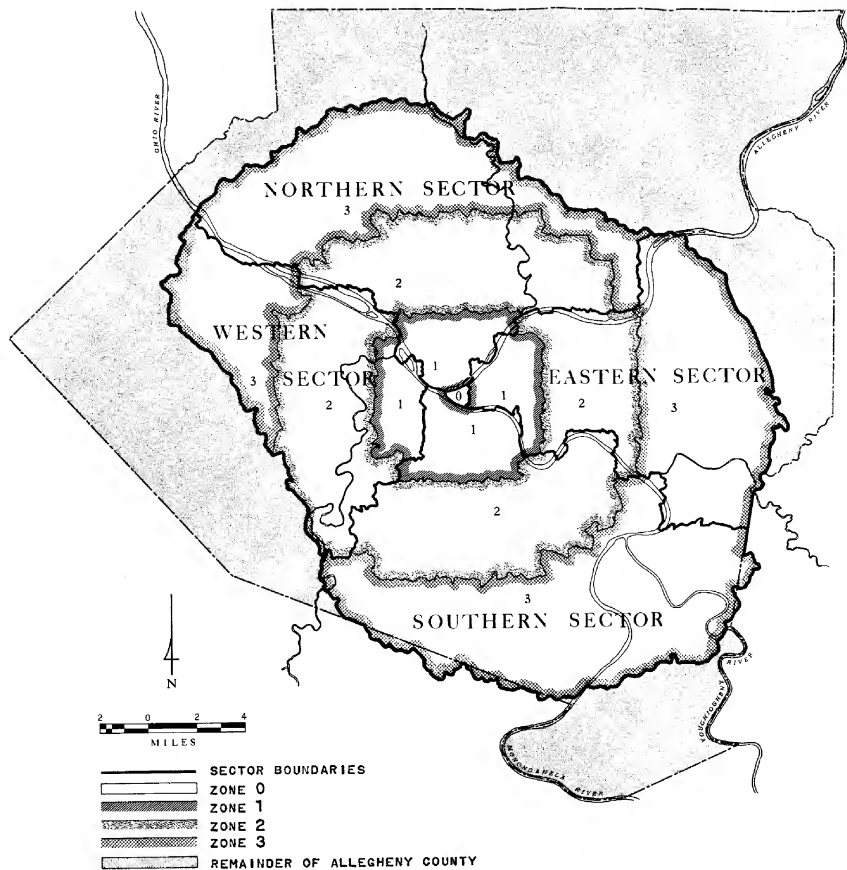 OHIO RIVER
ALLEGHENY RIVER
NORTHERN SECTOR
3
2
WESTERN
SECTOR
3
2
1
1
0
1
1
EASTERN SECTOR
2
3
2
3
SOUTHERN SECTOR
N
YOUGHIOGHENY
RIVER
MONONGAHELA
RIVER
2 0 2 4
MILES
SECTOR BOUNDARIES
ZONE 0
ZONE 1
ZONE 2
ZONE 3
REMAINDER OF ALLEGHENY COUNTY